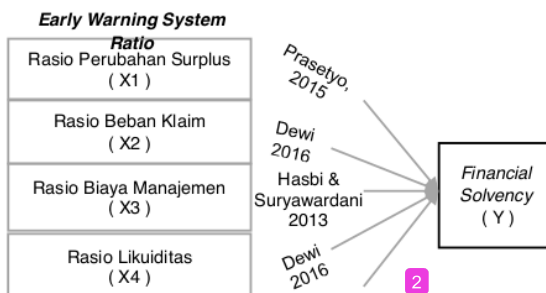 Early Warning System
Ratio
Rasio Perubahan Surplus
( X1 )
Rasio Beban Klaim
( X2 )
Rasio Biaya Manajemen
( X3 )
Rasio Likuiditas
( X4 )
Prasetyo,
2015
Dewi
2016
Hasbi &
Suryawardani
2013
Dewi
2016
Financial
Solvency
( Y )
2